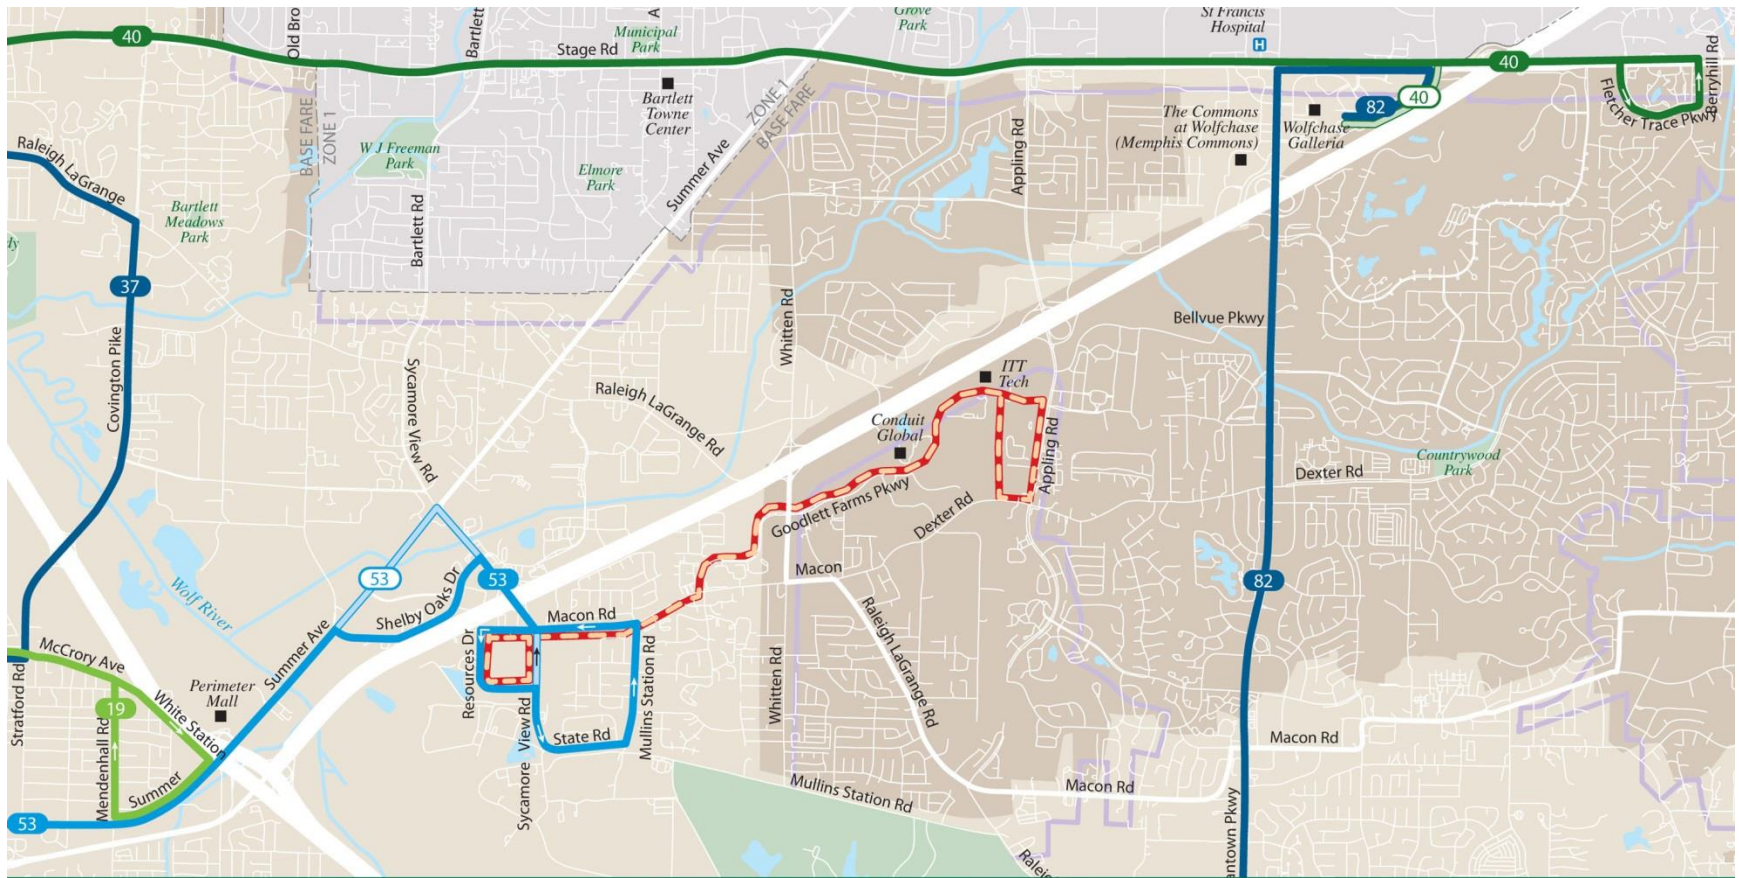 40
Old Bro
Bartlett
A
Municipal
Park
Grove
Park
St Francis
Hospital
H
Stage Rd
40
Berryhill Rd
Fletcher Trace Pkwy
82
40
Bartlett
Towne
Center
ZONE 1
BASE FARE
The Commons
at Wolfchase
(Memphis Commons)
Wolfchase
Galleria
BASE FARE
ZONE 1
W J Freeman
Park
Elmore
Park
Summer Ave
Appling Rd
Raleigh LaGrange
Bartlett
Meadows
Park
Bartlett Rd
37
Covington Pike
Whitten Rd
Bellvue Pkwy
Sycamore View Rd
Raleigh LaGrange Rd
ITT
Tech
Conduit
Global
Appling Rd
Countrywood
Park
Dexter Rd
Goodlett Farms Pkwy
Dexter Rd
Wolf River
53
53
Shelby Oaks Dr
Macon
82
Macon Rd
Raleigh LaGrange Rd
Summer Ave
McCrory Ave
Stratford Rd
Perimeter
Mall
White Station
19
Mendenhall Rd
Summer
53
Resources Dr
Sycamore View Rd
State Rd
Mullins Station Rd
Whitten Rd
Mullins Station Rd
Macon Rd
Macon Rd
antown Pkwy
Raleig